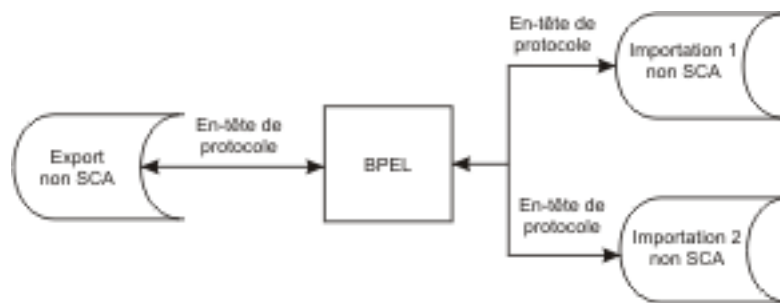 En-tête de
protocole
Importation 1
non SCA
En-tête de
protocole
Export
non SCA
BPEL
En-tête de
protocole
Importation 2
non SCA